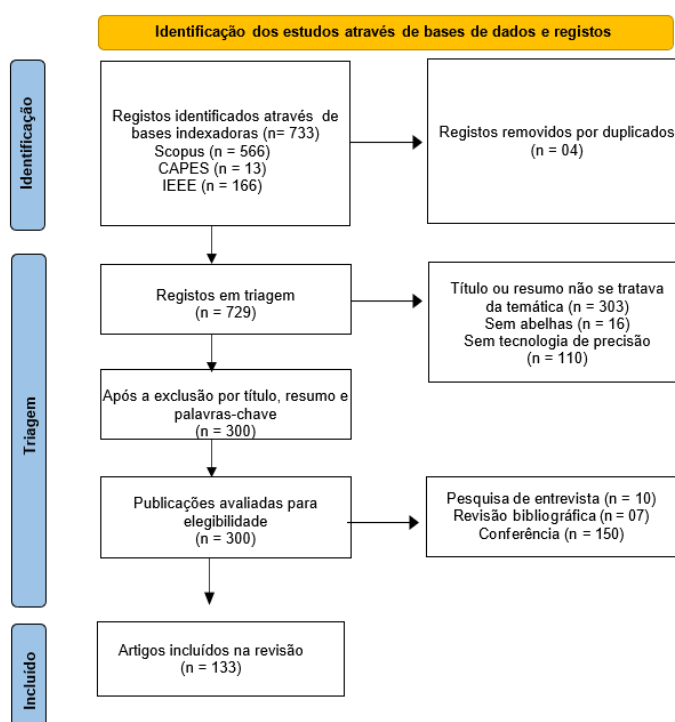 Identificação dos estudos através de bases de dados e registos
Identificação
Registos identificados através de
bases indexadoras (n= 733)
Scopus (n = 566)
CAPES (n = 13)
IEEE (n = 166)
Registos removidos por duplicados
(n = 04)
Triagem
Registos em triagem
(n = 729)
Título ou resumo não se tratava
da temática (n = 303)
Sem abelhas (n = 16)
Sem tecnologia de precisão
(n = 110)
Após a exclusão por título, resumo e
palavras-chave
(n = 300)
Publicações avaliadas para
elegibilidade
(n = 300)
Pesquisa de entrevista (n = 10)
Revisão bibliográfica (n = 07)
Conferência (n = 150)
Incluído
Artigos incluídos na revisão
(n = 133)